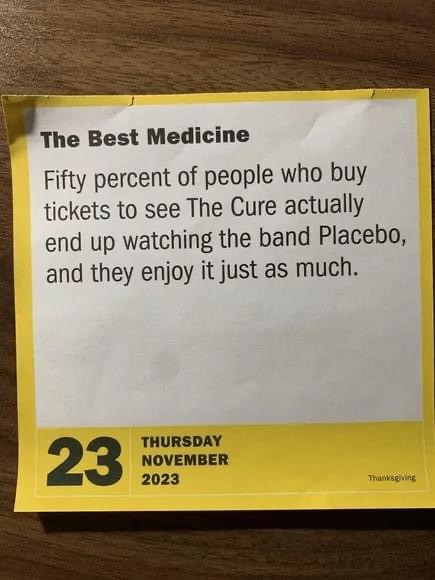 The Best Medicine
Fifty percent of people who buy
tickets to see The Cure actually
end up watching the band Placebo,
and they enjoy it just as much.
23
THURSDAY
NOVEMBER
2023
Thanksgiving